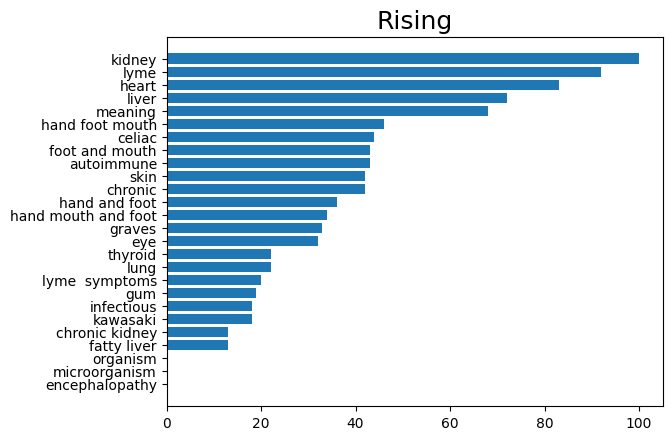 Rising
kidney
lyme
heart
liver
meaning
hand foot mouth
celiac
foot and mouth
autoimmune
skin
chronic
hand and foot
hand mouth and foot
graves
eye
thyroid
lung
lyme  symptoms
gum
infectious
kawasaki
chronic kidney
fatty liver
organism
microorganism
encephalopathy
0 20 40 60 80 100